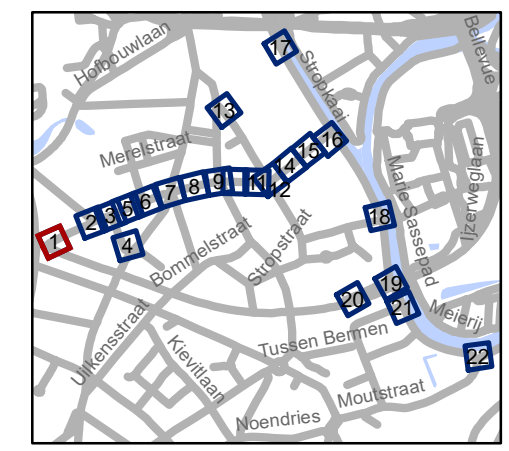 Hofbouwlaan
Bellevue
17
Stropkaai
13
Merelstraat
16
15
14
Ijzerweglaan
11
12
9
8
7
6
5
3
2
4
1
Marie Sassepad
18
Bommelstraat
Stropstraat
19
20
21
Meierij
Uilkensstraat
Tussen Bermen
Kievitlaan
22
Moutstraat
Noendries